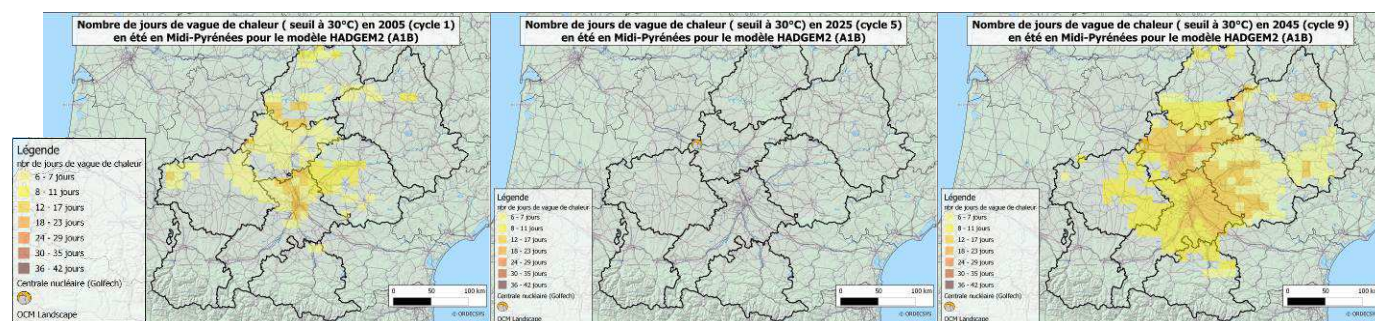 Nombre de jours de vague de chaleur ( seuil à 30°C) en 2005 (cycle 1)
en été en Midi-Pyrénées pour le modèle HADGEM2 (A1B)
Légende
nbr de jours de vague de chaleur
6 - 7 jours
8 - 11 jours
12 - 17 jours
18 - 23 jours
24 - 29 jours
30 - 35 jours
36 - 42 jours
Centrale nucléaire (Golfech)
OCM Landscape
0 50 100 km
© ORDECSYS
Nombre de jours de vague de chaleur ( seuil à 30°C) en 2025 (cycle 5)
en été en Midi-Pyrénées pour le modèle HADGEM2 (A1B)
Légende
nbr de jours de vague de chaleur
6 - 7 jours
8 - 11 jours
12 - 17 jours
18 - 23 jours
24 - 29 jours
30 - 35 jours
36 - 42 jours
Centrale nucléaire (Golfech)
OCM Landscape
0 50 100 km
© ORDECSYS
Nombre de jours de vague de chaleur ( seuil à 30°C) en 2045 (cycle 9)
en été en Midi-Pyrénées pour le modèle HADGEM2 (A1B)
Légende
nbr de jours de vague de chaleur
6 - 7 jours
8 - 11 jours
12 - 17 jours
18 - 23 jours
24 - 29 jours
30 - 35 jours
36 - 42 jours
Centrale nucléaire (Golfech)
OCM Landscape
0 50 100 km
© ORDECSYS